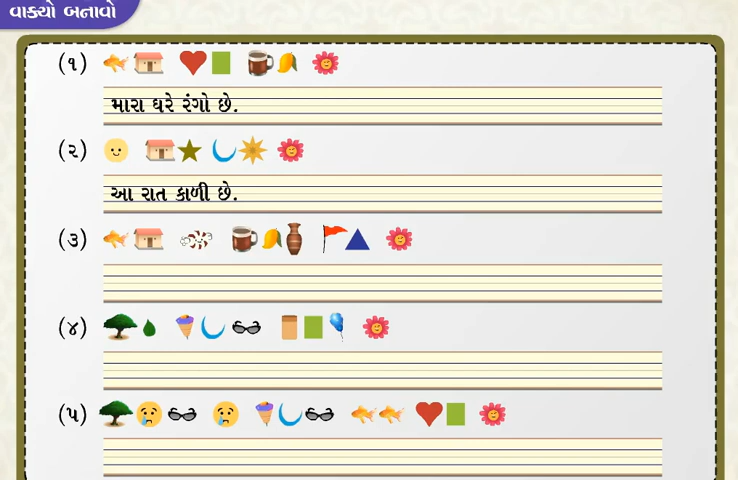 વાક્યો બનાવો
(૧)
મારા ઘરે રંગો છે.
(૨)
આ રાત કાળી છે.
(૩)
(૪)
(૫)